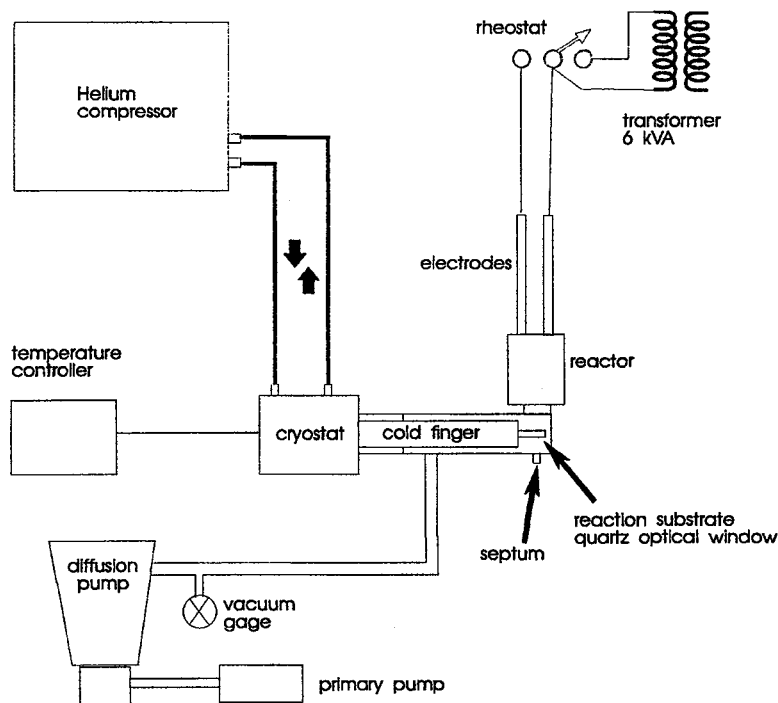 rheostat
Helium
compressor
transformer
6 kVA
electrodes
temperature
controller
reactor
cryostat
cold finger
reaction substrate
quartz optical window
septum
diffusion
pump
vacuum
gage
primary pump